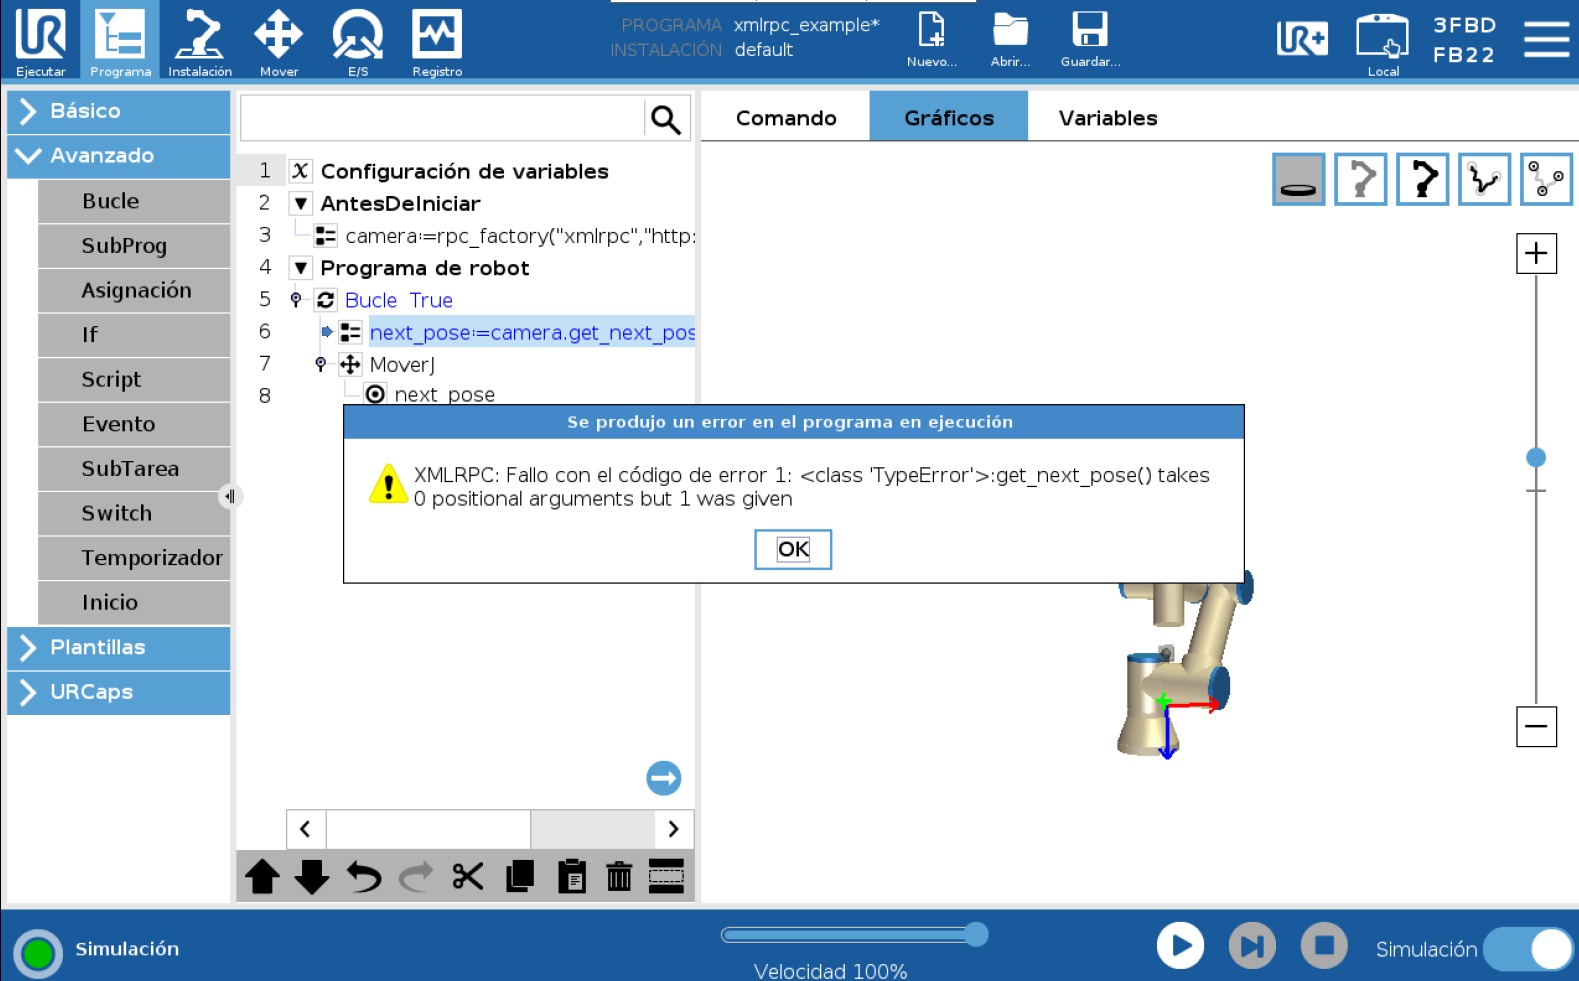 PROGRAMA xmlrpc_example*
INSTALACIÓN default
3FBD
FB22
Ejecutar
Programa
Instalación
Mover
E/S
Registro
Nuevo...
Abrir...
Guardar...
Local
Básico
Avanzado
Bucle
SubProg
Asignación
If
Script
Evento
SubTarea
Switch
Temporizador
Inicio
Plantillas
URCaps
1 X Configuración de variables
2 AntesDeIniciar
3 camera:=rpc_factory("xmlrpc","http:
4 Programa de robot
5 Bucle True
6 next_pose:=camera.get_next_pos
7 MoverJ
8 next_pose
Comando
Gráficos
Variables
Se produjo un error en el programa en ejecución
XMLRPC: Fallo con el código de error 1: <class 'TypeError'>:get_next_pose() takes
0 positional arguments but 1 was given
OK
Simulación
Velocidad 100%
Simulación